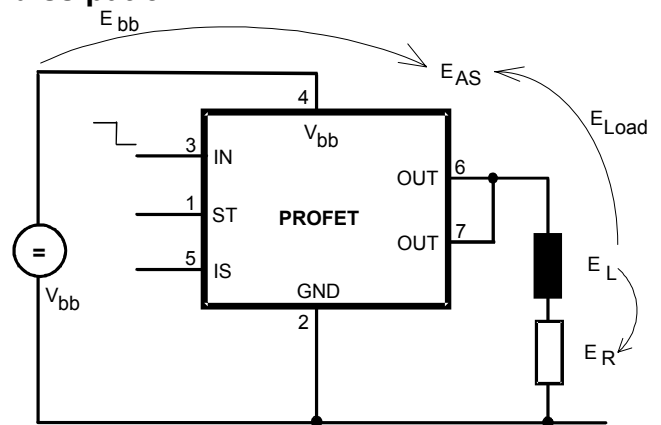 E bb
E AS
E Load
4
V bb
3 IN
OUT 6
1 ST
PROFET
OUT 7
5 IS
=
V bb
GND
2
E L
E R